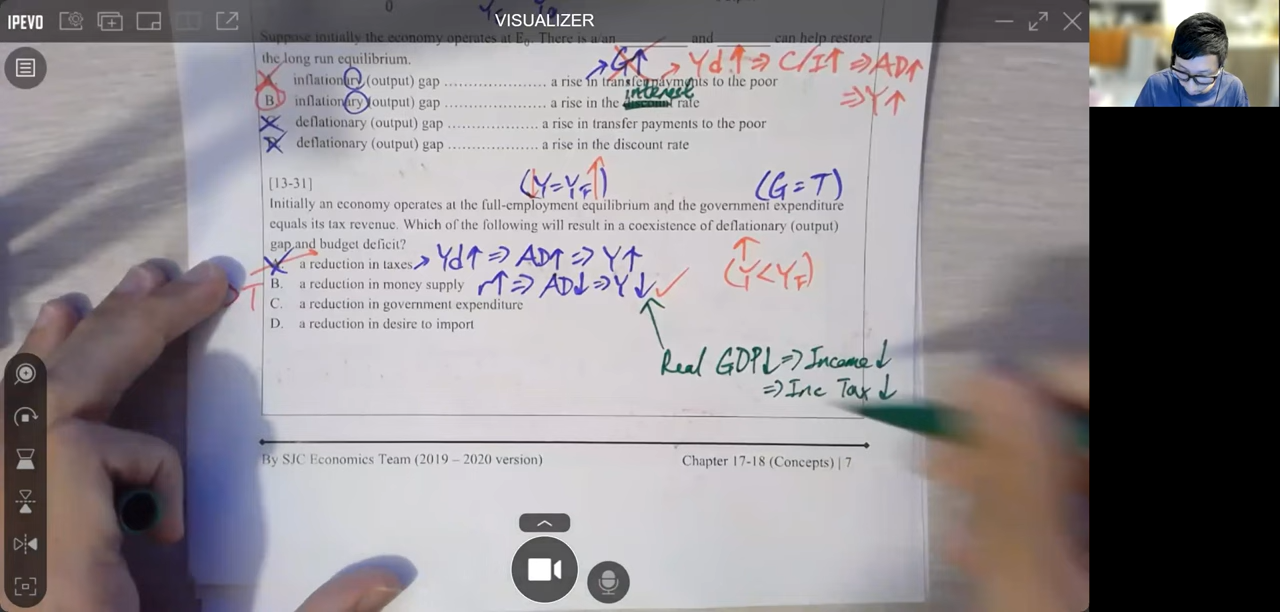 IPEVO
VISUALIZER
0
Suppose initially the economy operates at E₀. There is a/an ________ and ________ can help restore
the long run equilibrium.
G↑ → Yd↑ ⇒ C/I↑ ⇒ AD↑
⇒ Y↑
A. inflationary (output) gap .................. a rise in transfer payments to the poor
interest
B. inflationary (output) gap .................. a rise in the discount rate
C. deflationary (output) gap .................. a rise in transfer payments to the poor
D. deflationary (output) gap .................. a rise in the discount rate
[13-31]
(Y=YF)
(G=T)
Initially an economy operates at the full-employment equilibrium and the government expenditure
equals its tax revenue. Which of the following will result in a coexistence of deflationary (output)
gap and budget deficit?
(Y<YF)
A. a reduction in taxes → Yd↑ ⇒ AD↑ ⇒ Y↑
B. a reduction in money supply r↑ ⇒ AD↓ ⇒ Y↓ ✓
T
C. a reduction in government expenditure
D. a reduction in desire to import
Real GDP↓ ⇒ Income↓
⇒ Inc Tax↓
By SJC Economics Team (2019 – 2020 version)
Chapter 17-18 (Concepts) | 7